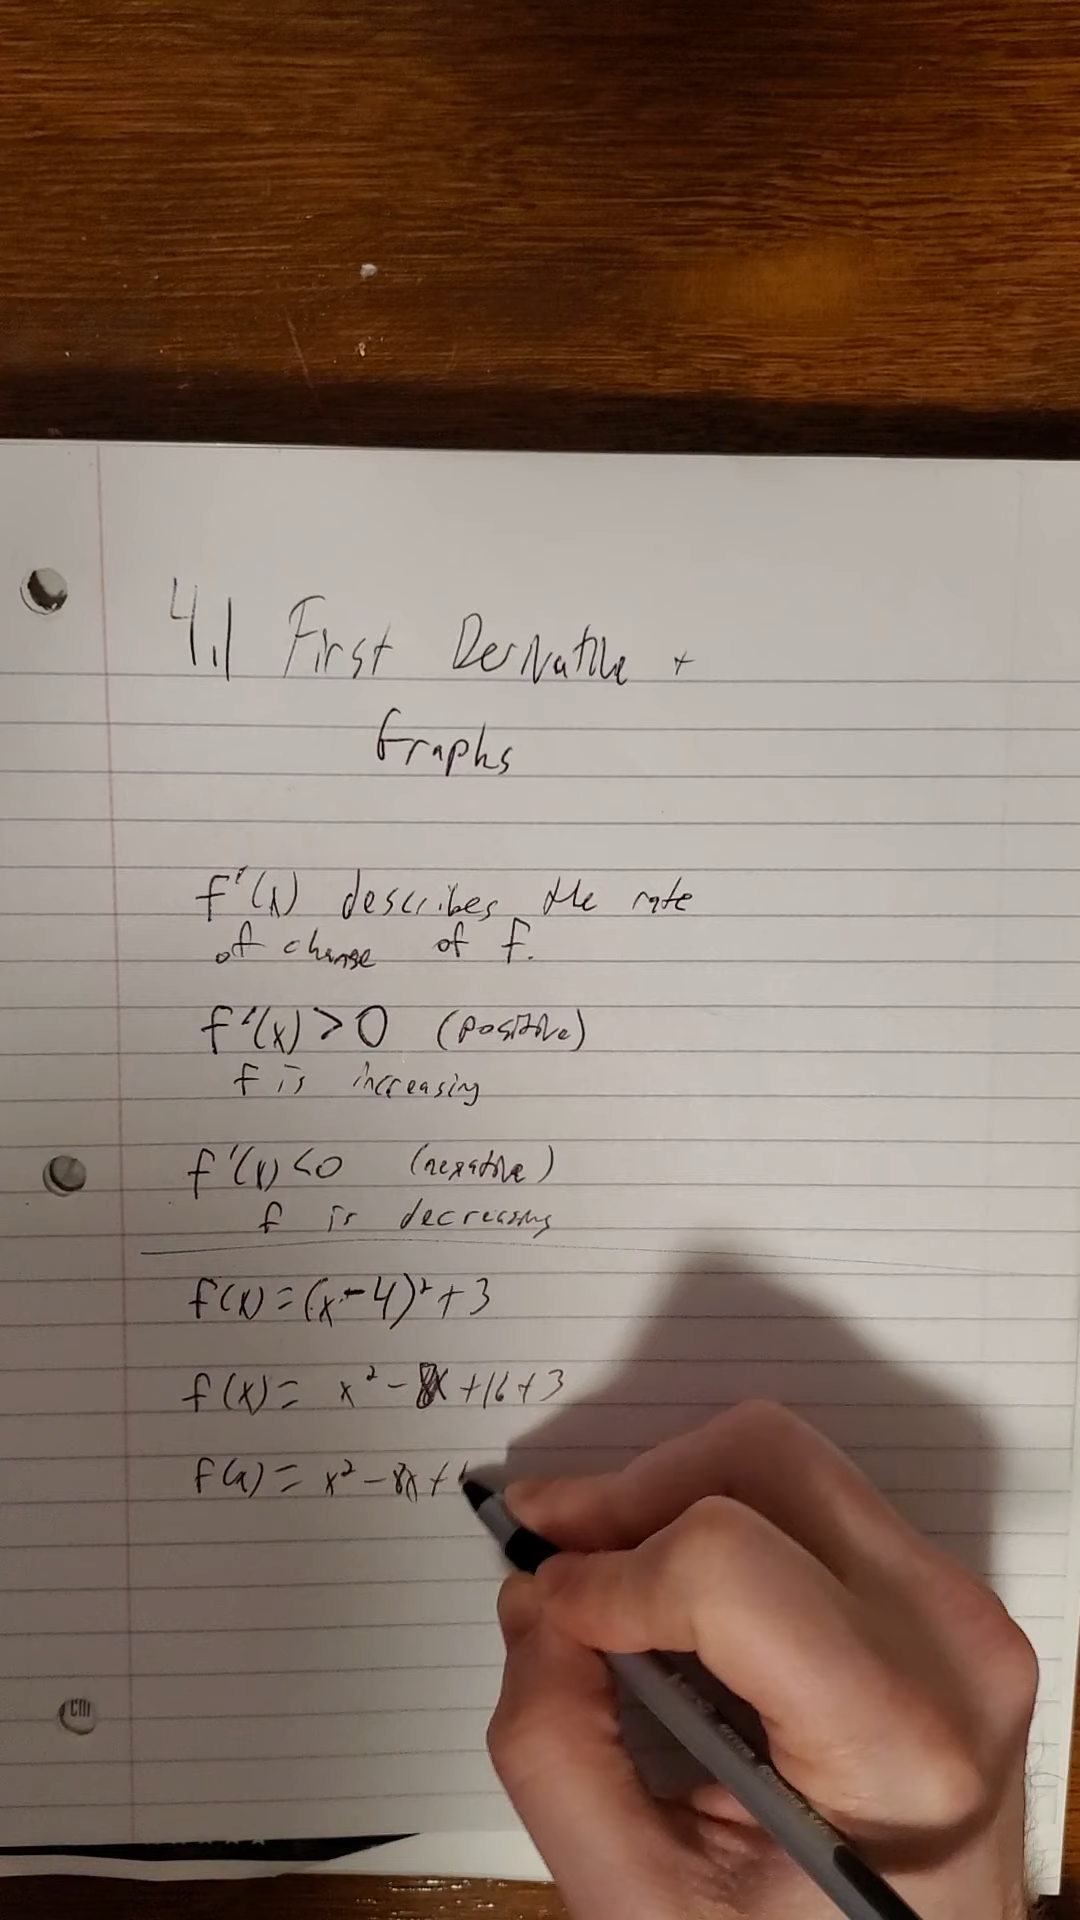 4.1 First Derivative +
Graphs
f'(x) describes the rate
of change of f.
f'(x) > 0 (positive)
f is increasing
f'(x) < 0 (negative)
f is decreasing
f(x) = (x-4)² + 3
f(x) = x² - 8x + 16 + 3
f(x) = x² - 8x +